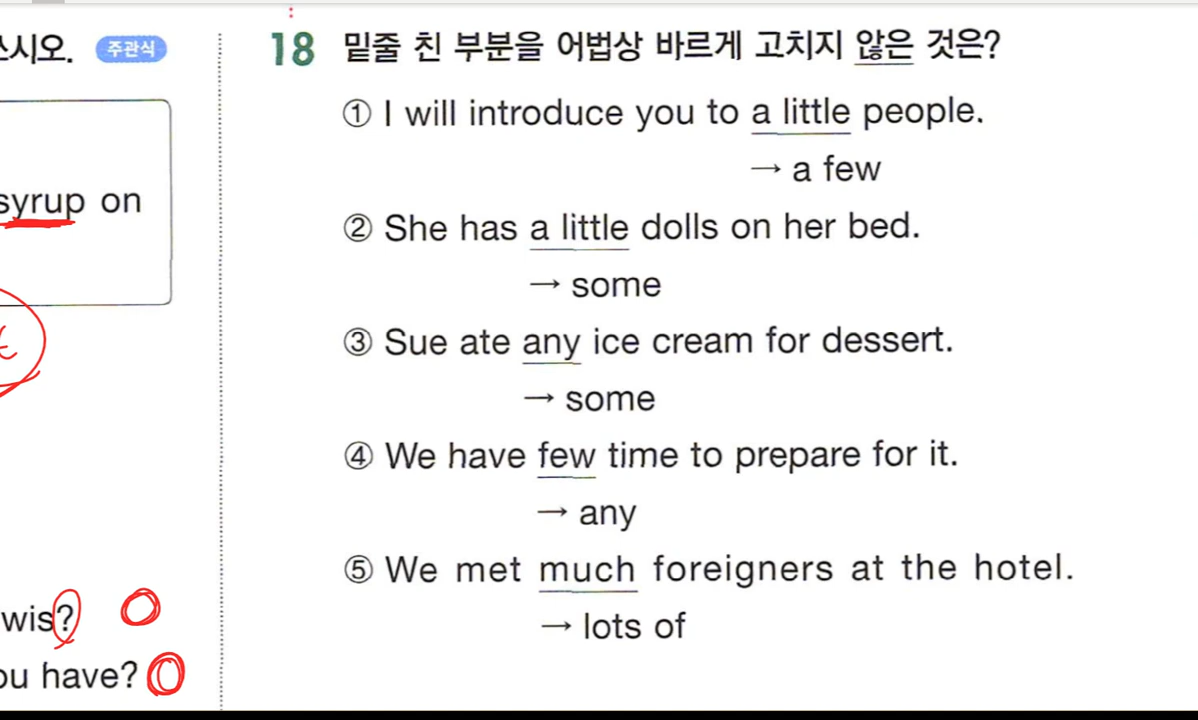 쓰시오. 주관식
syrup on
wis?
ou have?
18 밑줄 친 부분을 어법상 바르게 고치지 않은 것은?
① I will introduce you to a little people.
→ a few
② She has a little dolls on her bed.
→ some
③ Sue ate any ice cream for dessert.
→ some
④ We have few time to prepare for it.
→ any
⑤ We met much foreigners at the hotel.
→ lots of